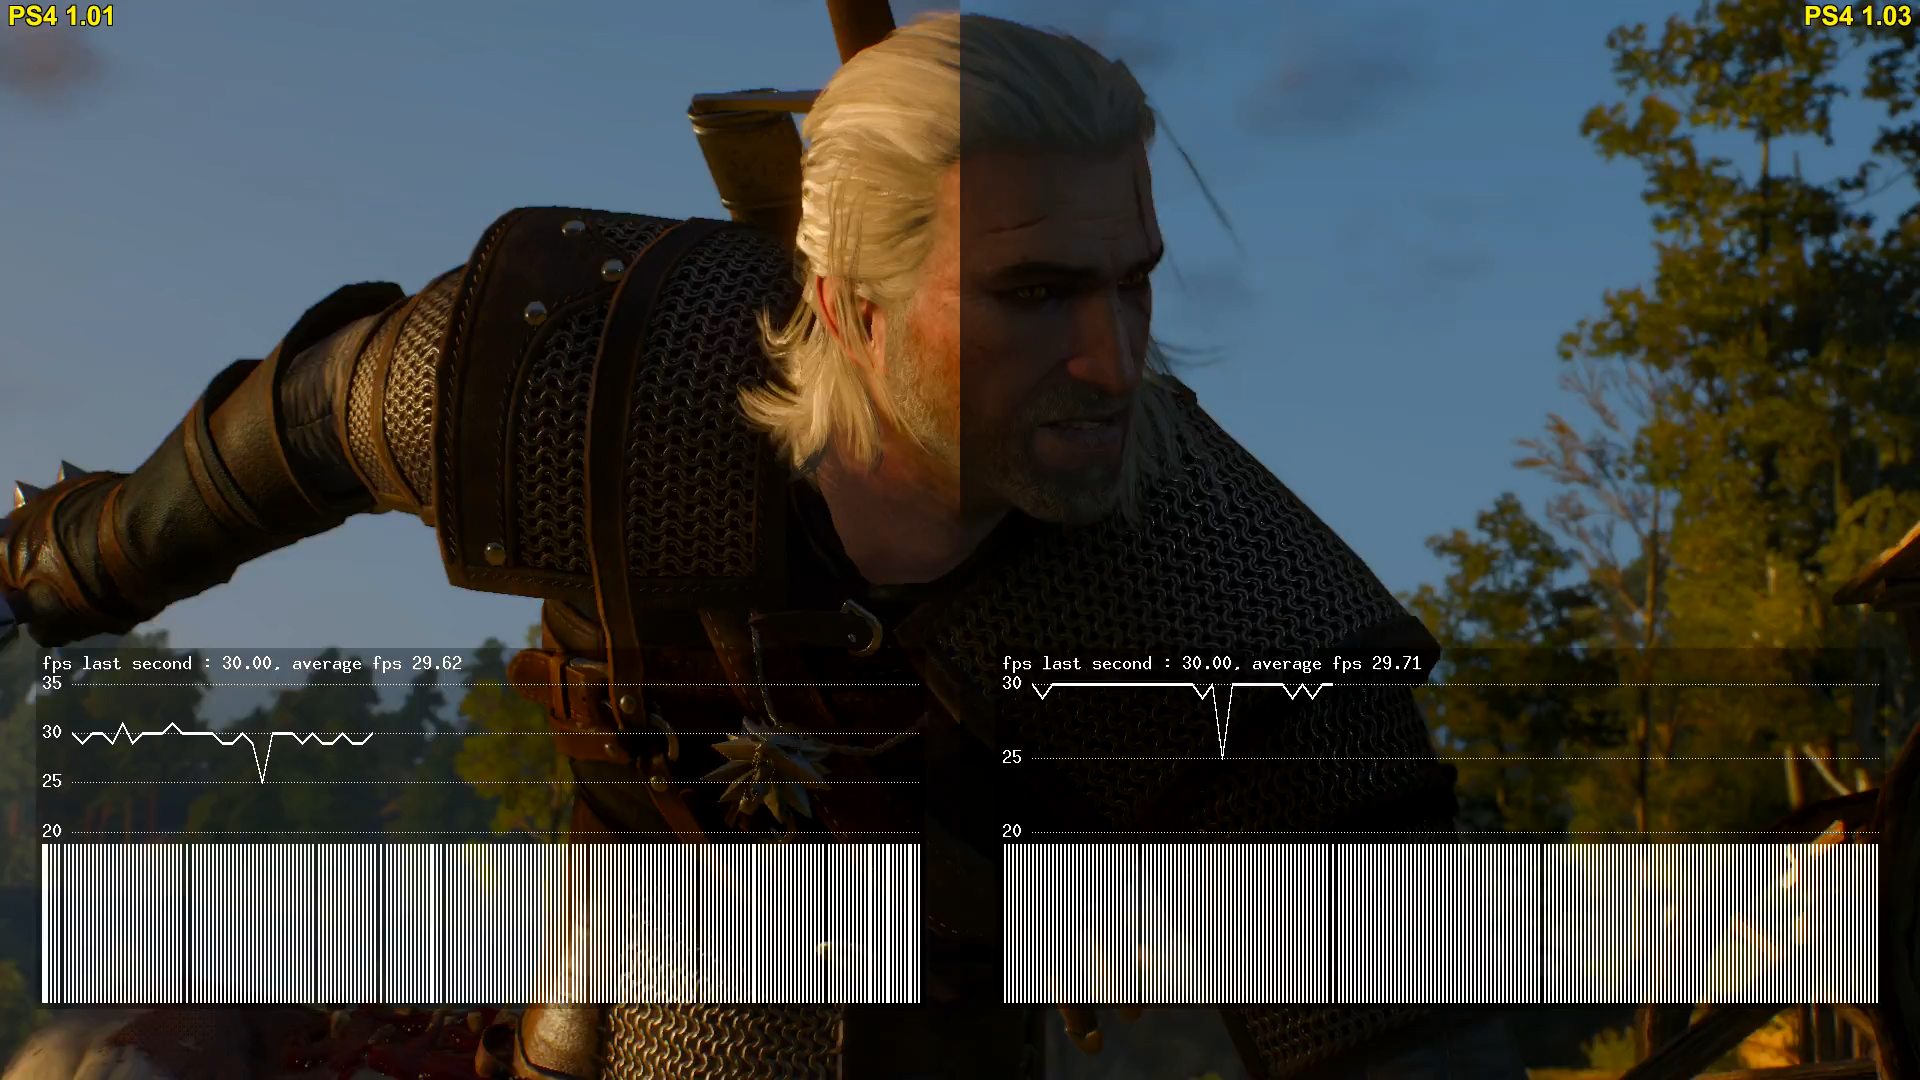 PS4 1.01
PS4 1.03
fps last second : 30.00, average fps 29.62
35
30
25
20
fps last second : 30.00, average fps 29.71
30
25
20